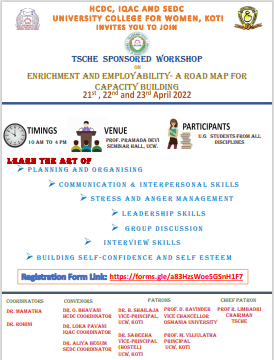 HCDC, IQAC AND SEDC
UNIVERSITY COLLEGE FOR WOMEN, KOTI
INVITES YOU TO JOIN
TSCHE SPONSORED WORKSHOP
ON
ENRICHMENT AND EMPLOYABILITY- A ROAD MAP FOR
CAPACITY BUILDING
21st , 22nd and 23rd April 2022
TIMINGS
10 AM TO 4 PM
VENUE
PROF. PRAMADA DEVI
SEMINAR HALL, UCW.
PARTICIPANTS
U.G STUDENTS FROM ALL
DISCIPLINES
LEARN THE ART OF
➢ PLANNING AND ORGANISING
➢ COMMUNICATION & INTERPERSONAL SKILLS
➢ STRESS AND ANGER MANAGEMENT
➢ LEADERSHIP SKILLS
➢ GROUP DISCUSSION
➢ INTERVIEW SKILLS
➢ BUILDING SELF-CONFIDENCE AND SELF ESTEEM
Registration Form Link: https://forms.gle/a83HzsWoe5GSnH1F7
COORDINATORS
DR. MAMATHA
DR. ROHINI
CONVENORS
DR. O. BHAVANI
HCDC COORDINATOR
DR. LOKA PAVANI
IQAC COORDINATOR
DR. ALIYA BEGUM
SEDC COORDINATOR
PATRONS
DR. B. SHAILAJA
VICE-PRINCIPAL,
UCW, KOTI
DR. SABEEHA
VICE-PRINCIPAL
(HOSTEL)
UCW, KOTI
PROF. D. RAVINDER
VICE CHANCELLOR
OSMANIA UNIVERSITY
PROF. M. VIJJULATHA
PRINCIPAL
UCW, KOTI
CHIEF PATRON
PROF R. LIMBADRI
CHAIRMAN
TSCHE